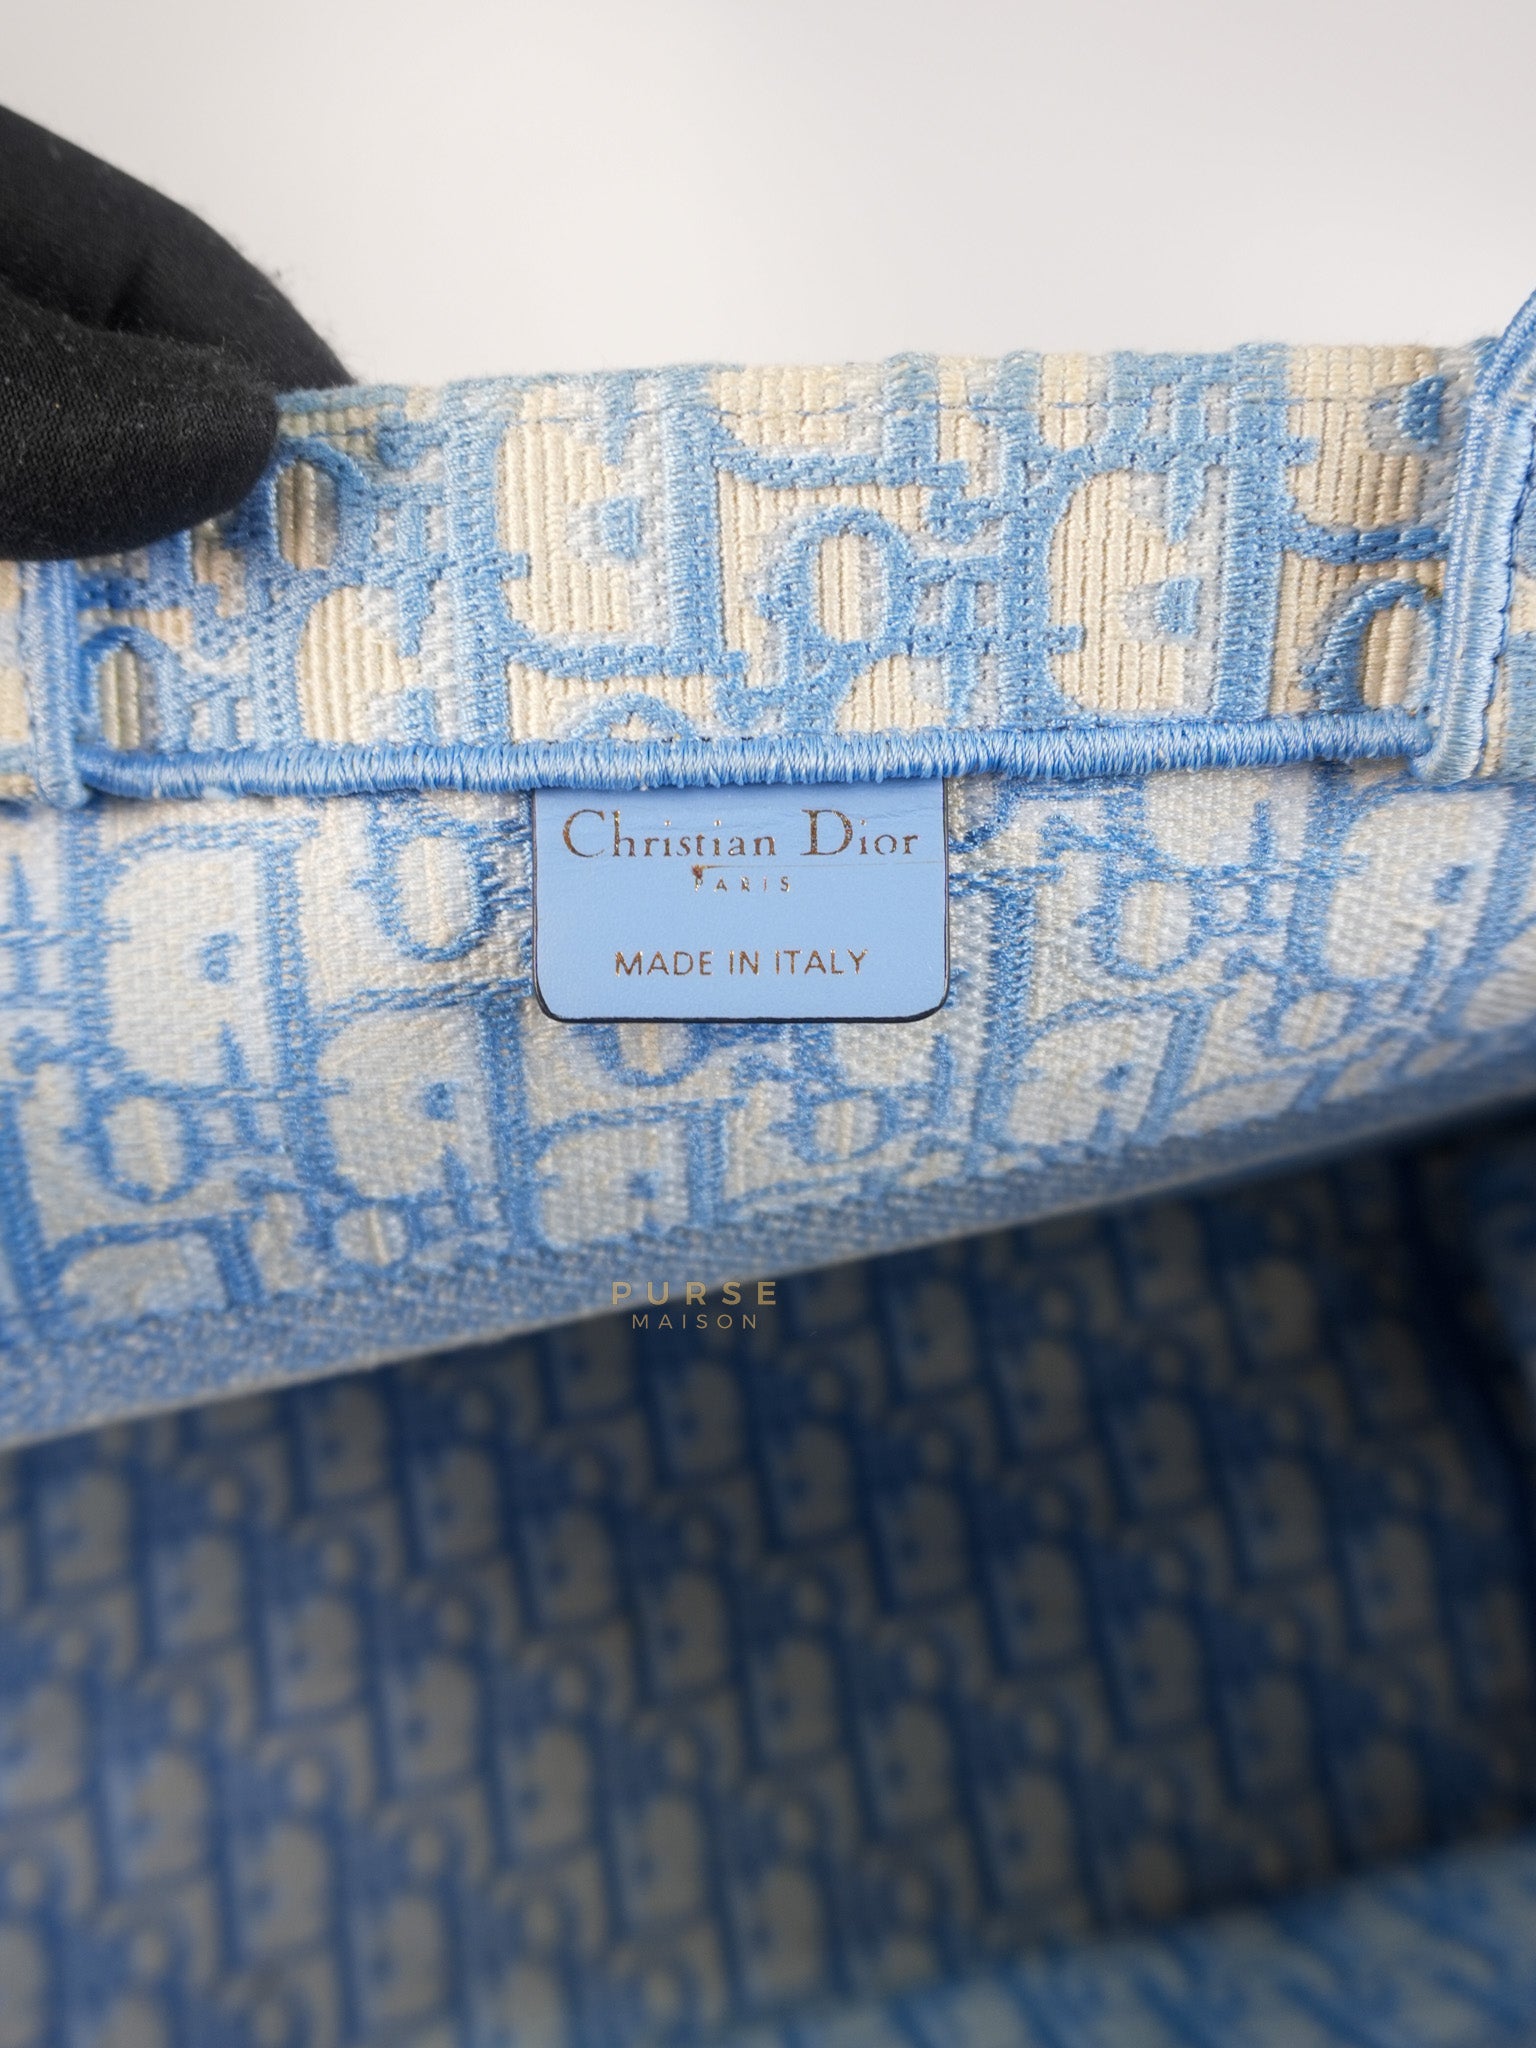 Christian Dior
PARIS
MADE IN ITALY
PURSE
MAISON